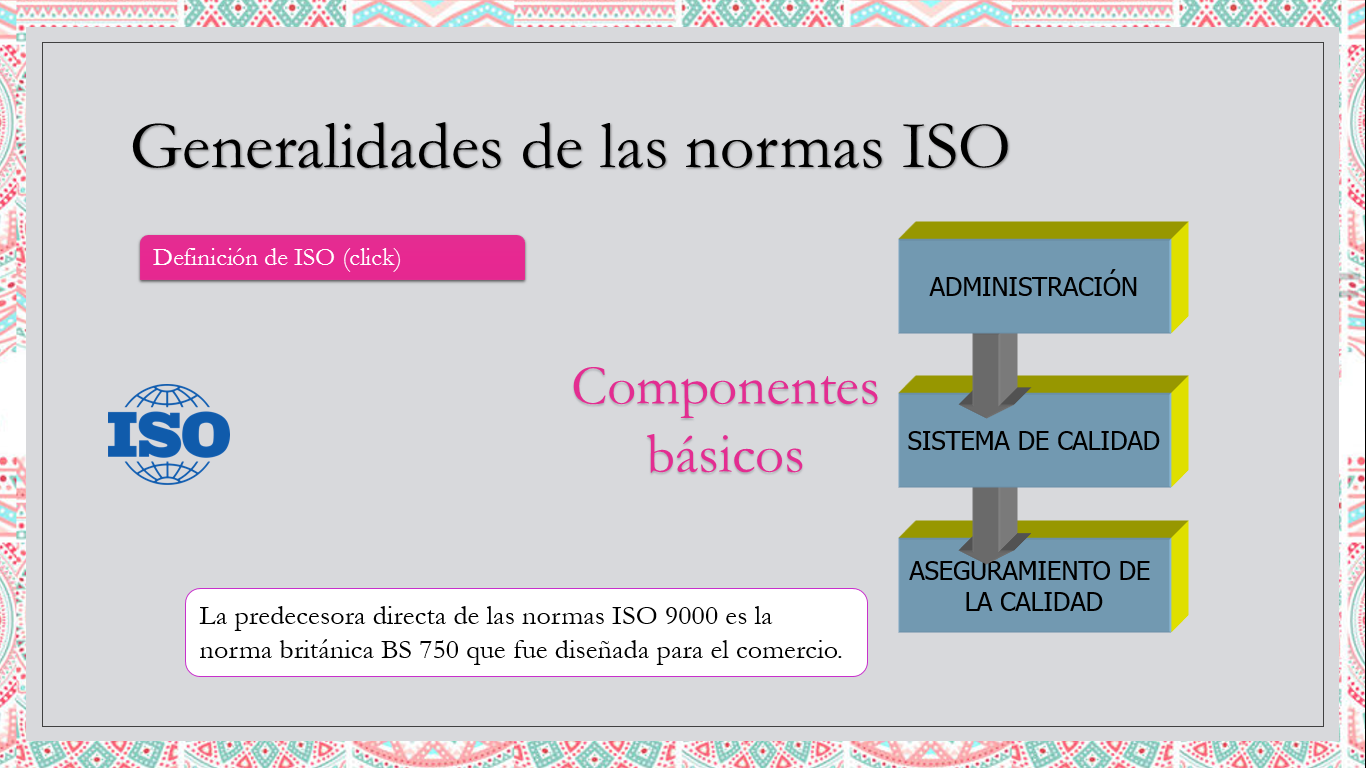 Generalidades de las normas ISO
Definición de ISO (click)
ISO
Componentes
básicos
ADMINISTRACIÓN
SISTEMA DE CALIDAD
ASEGURAMIENTO DE
LA CALIDAD
La predecesora directa de las normas ISO 9000 es la
norma británica BS 750 que fue diseñada para el comercio.